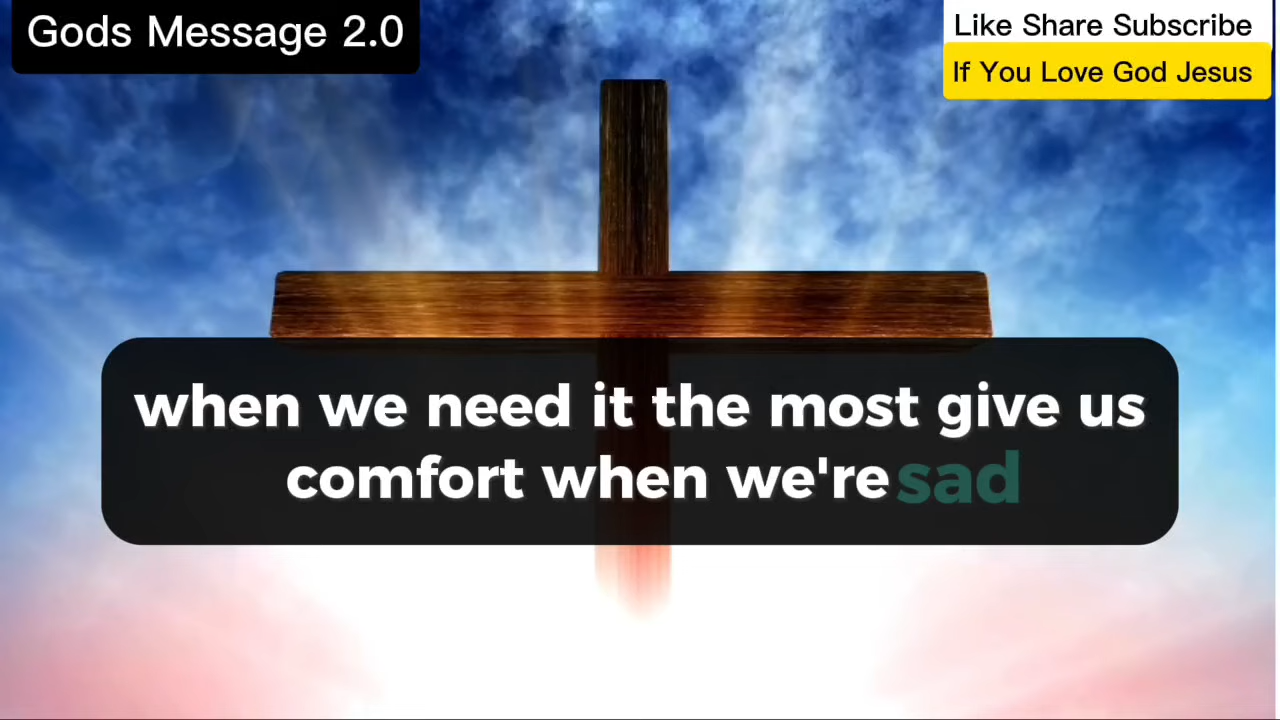 Gods Message 2.0
Like Share Subscribe
If You Love God Jesus
when we need it the most give us
comfort when we're sad